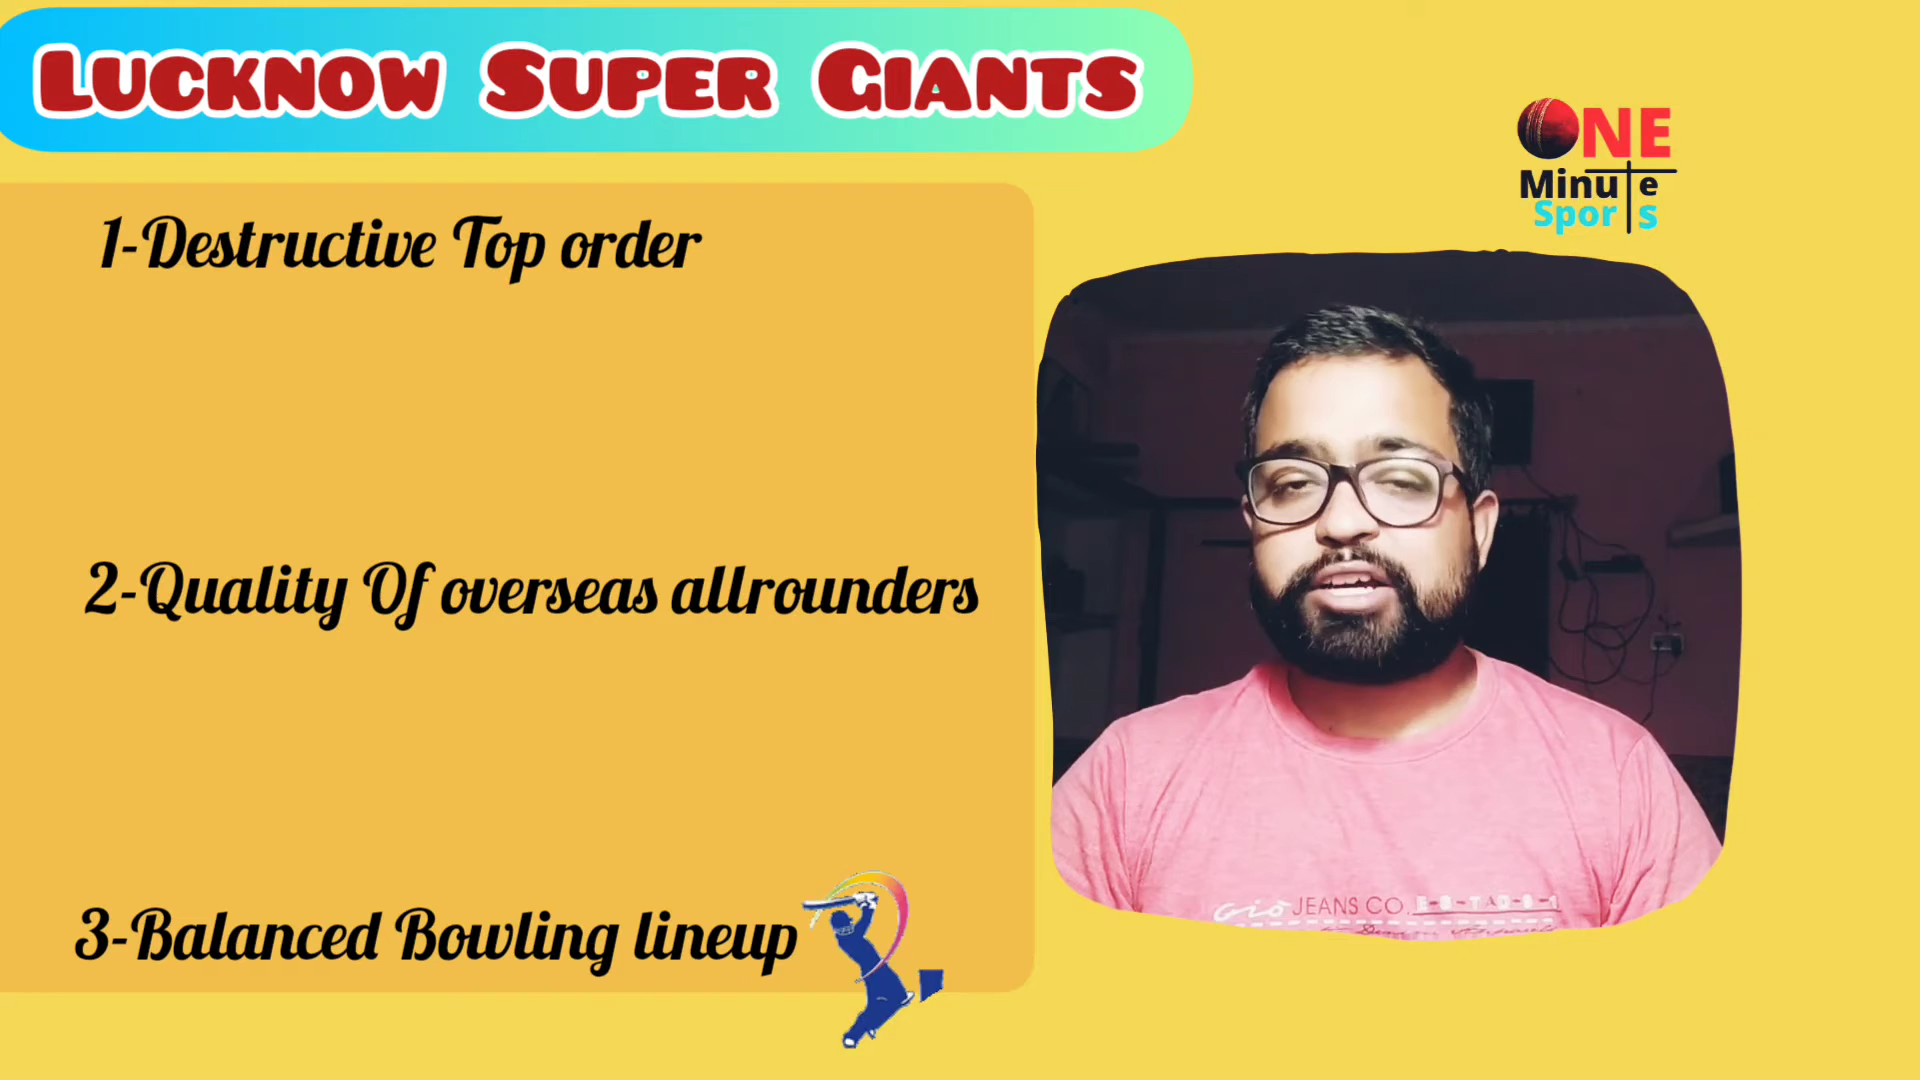 Lucknow Super Giants
ONE
Minute
Sports
1-Destructive Top order
2-Quality Of overseas allrounders
3-Balanced Bowling lineup
Gio JEANS CO.